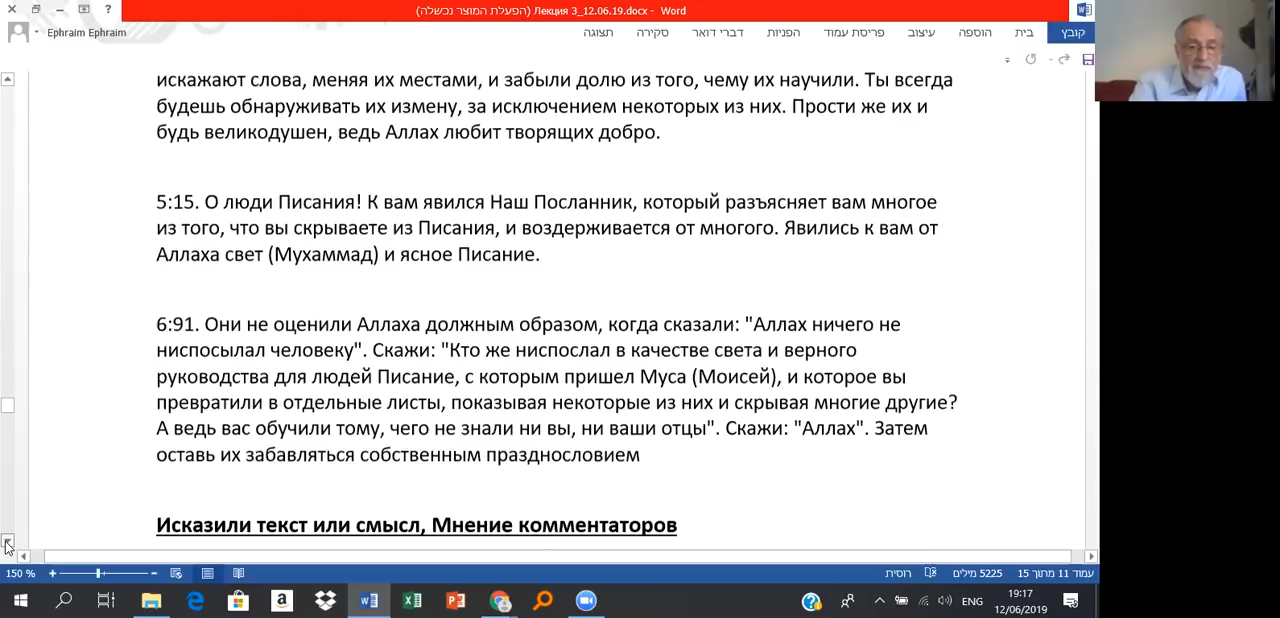 Лекция 3_12.06.19.docx - Word (הפעלת המוצר נכשלה)
Ephraim Ephraim
קובץ בית הוספה עיצוב פריסת עמוד הפניות דברי דואר סקירה תצוגה
искажают слова, меняя их местами, и забыли долю из того, чему их научили. Ты всегда
будешь обнаруживать их измену, за исключением некоторых из них. Прости же их и
будь великодушен, ведь Аллах любит творящих добро.
5:15. О люди Писания! К вам явился Наш Посланник, который разъясняет вам многое
из того, что вы скрываете из Писания, и воздерживается от многого. Явились к вам от
Аллаха свет (Мухаммад) и ясное Писание.
6:91. Они не оценили Аллаха должным образом, когда сказали: "Аллах ничего не
ниспосылал человеку". Скажи: "Кто же ниспослал в качестве света и верного
руководства для людей Писание, с которым пришел Муса (Моисей), и которое вы
превратили в отдельные листы, показывая некоторые из них и скрывая многие другие?
А ведь вас обучили тому, чего не знали ни вы, ни ваши отцы". Скажи: "Аллах". Затем
оставь их забавляться собственным празднословием
Исказили текст или смысл, Мнение комментаторов
150 %
עמוד 11 מתוך 15 5225 מילים רוסית
ENG
19:17
12/06/2019